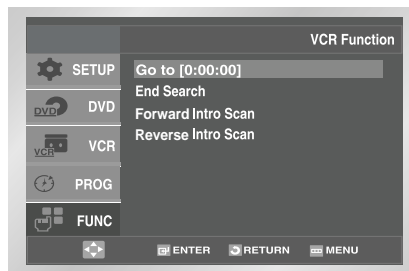 VCR Function
SETUP
Go to [0:00:00]
End Search
DVD DVD
Forward Intro Scan
Reverse Intro Scan
VCR VCR
PROG
FUNC
ENTER RETURN MENU